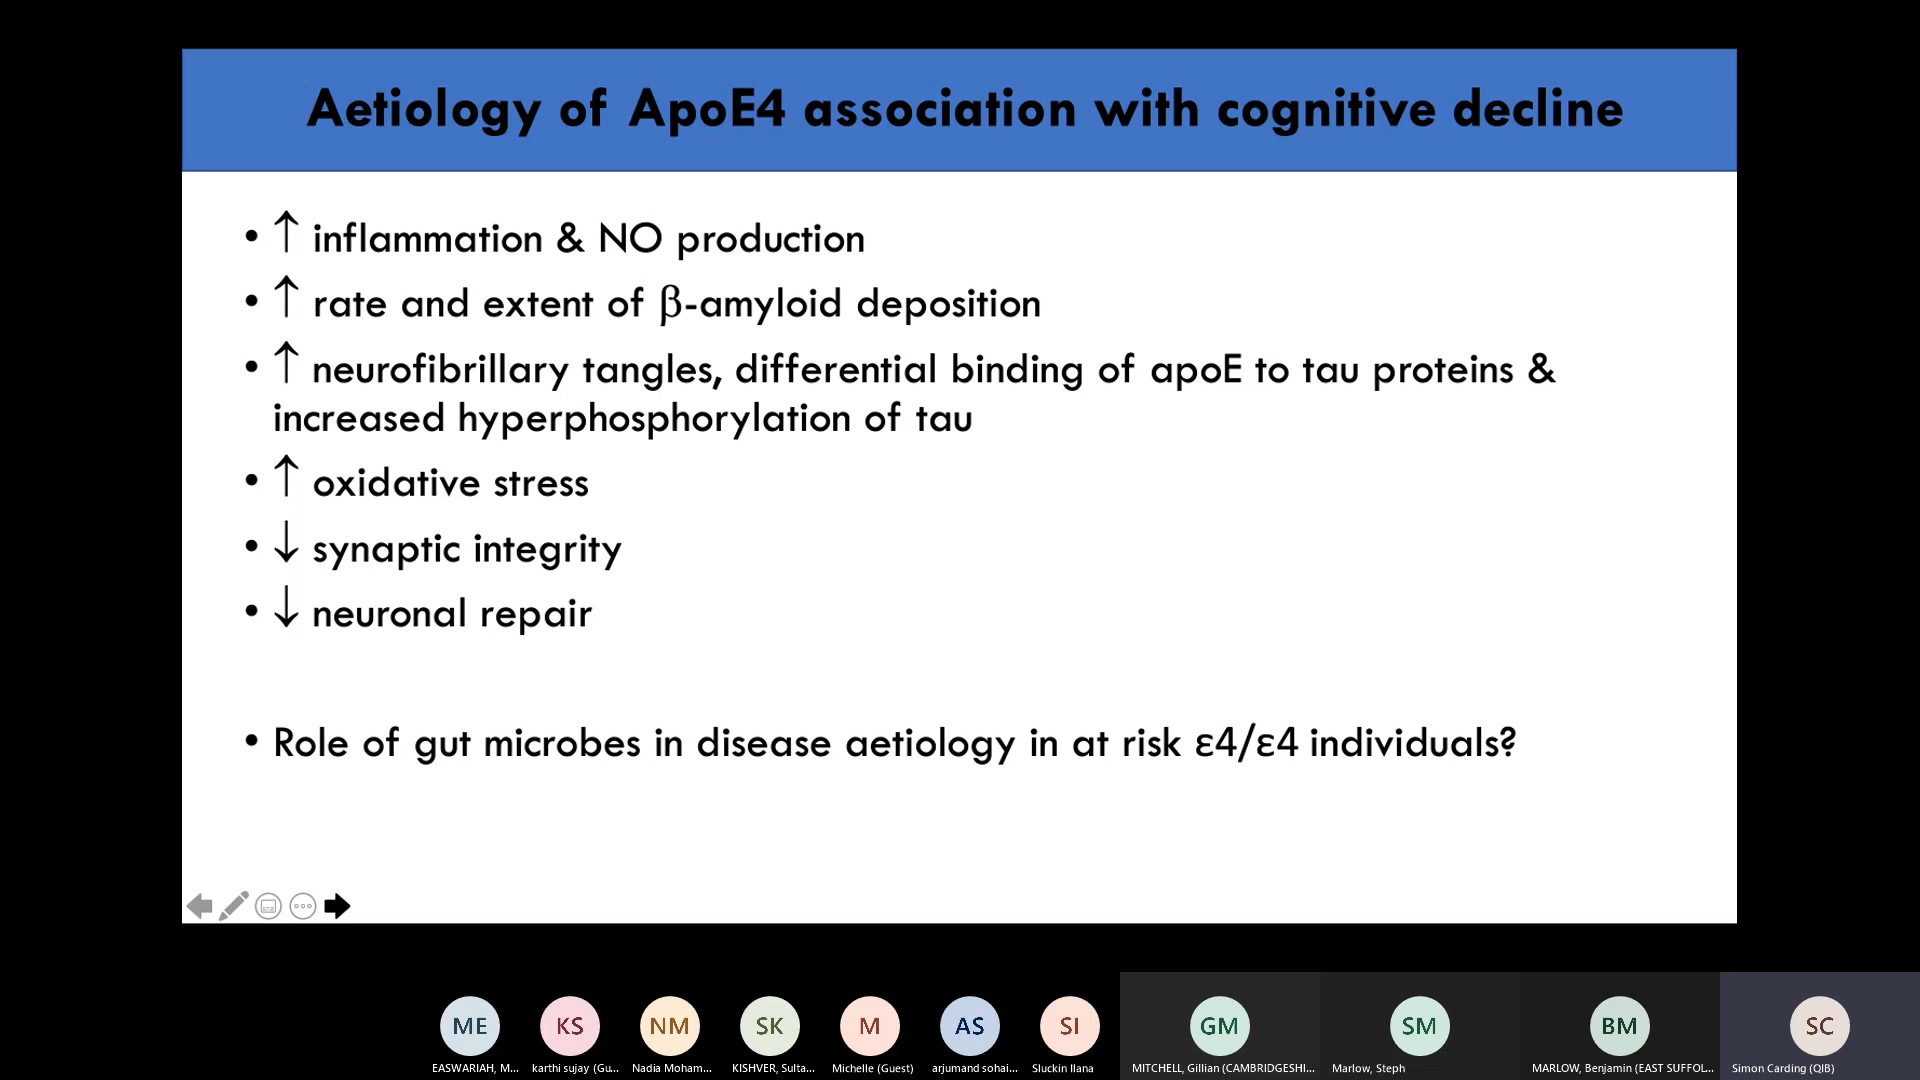 Aetiology of ApoE4 association with cognitive decline
• ↑ inflammation & NO production
• ↑ rate and extent of β-amyloid deposition
• ↑ neurofibrillary tangles, differential binding of apoE to tau proteins &
increased hyperphosphorylation of tau
• ↑ oxidative stress
• ↓ synaptic integrity
• ↓ neuronal repair
• Role of gut microbes in disease aetiology in at risk ε4/ε4 individuals?
ME KS NM SK M AS SI GM SM BM SC
EASWARIAH, M... karthi sujay (Gu... Nadia Moham... KISHVER, Sulta... Michelle (Guest) arjumand sohai... Sluckin Ilana MITCHELL, Gillian (CAMBRIDGESHI... Marlow, Steph MARLOW, Benjamin (EAST SUFFOL... Simon Carding (QIB)